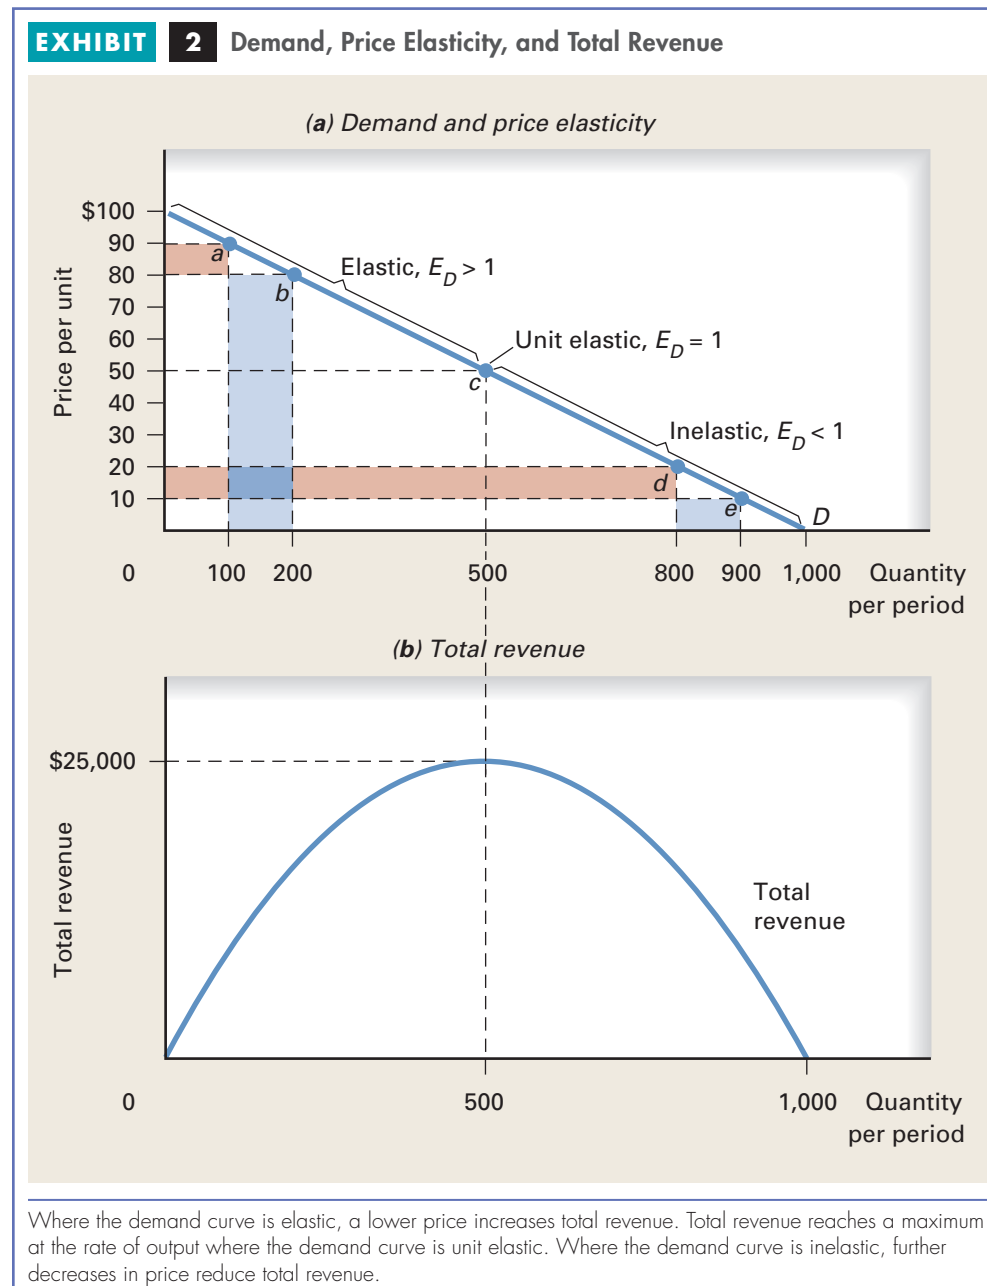 EXHIBIT 2 Demand, Price Elasticity, and Total Revenue
(a) Demand and price elasticity
Price per unit
$100
90
80
70
60
50
40
30
20
10
a
b
c
d
e
D
Elastic, E_D > 1
Unit elastic, E_D = 1
Inelastic, E_D < 1
0 100 200 500 800 900 1,000 Quantity
per period
(b) Total revenue
$25,000
Total revenue
Total
revenue
0 500 1,000 Quantity
per period
Where the demand curve is elastic, a lower price increases total revenue. Total revenue reaches a maximum
at the rate of output where the demand curve is unit elastic. Where the demand curve is inelastic, further
decreases in price reduce total revenue.